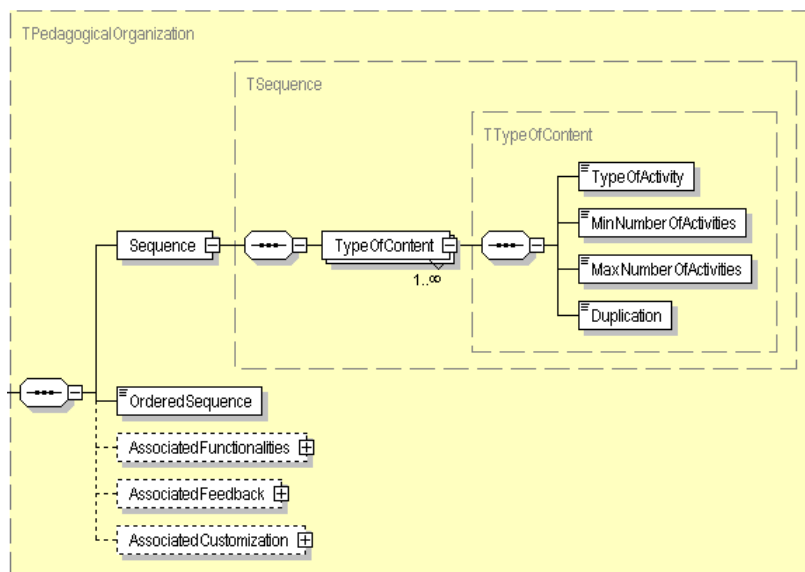 TPedagogicalOrganization
TSequence
TTypeOfContent
TypeOfActivity
MinNumberOfActivities
Sequence
TypeOfContent
MaxNumberOfActivities
1..∞
Duplication
OrderedSequence
AssociatedFunctionalities
AssociatedFeedback
AssociatedCustomization